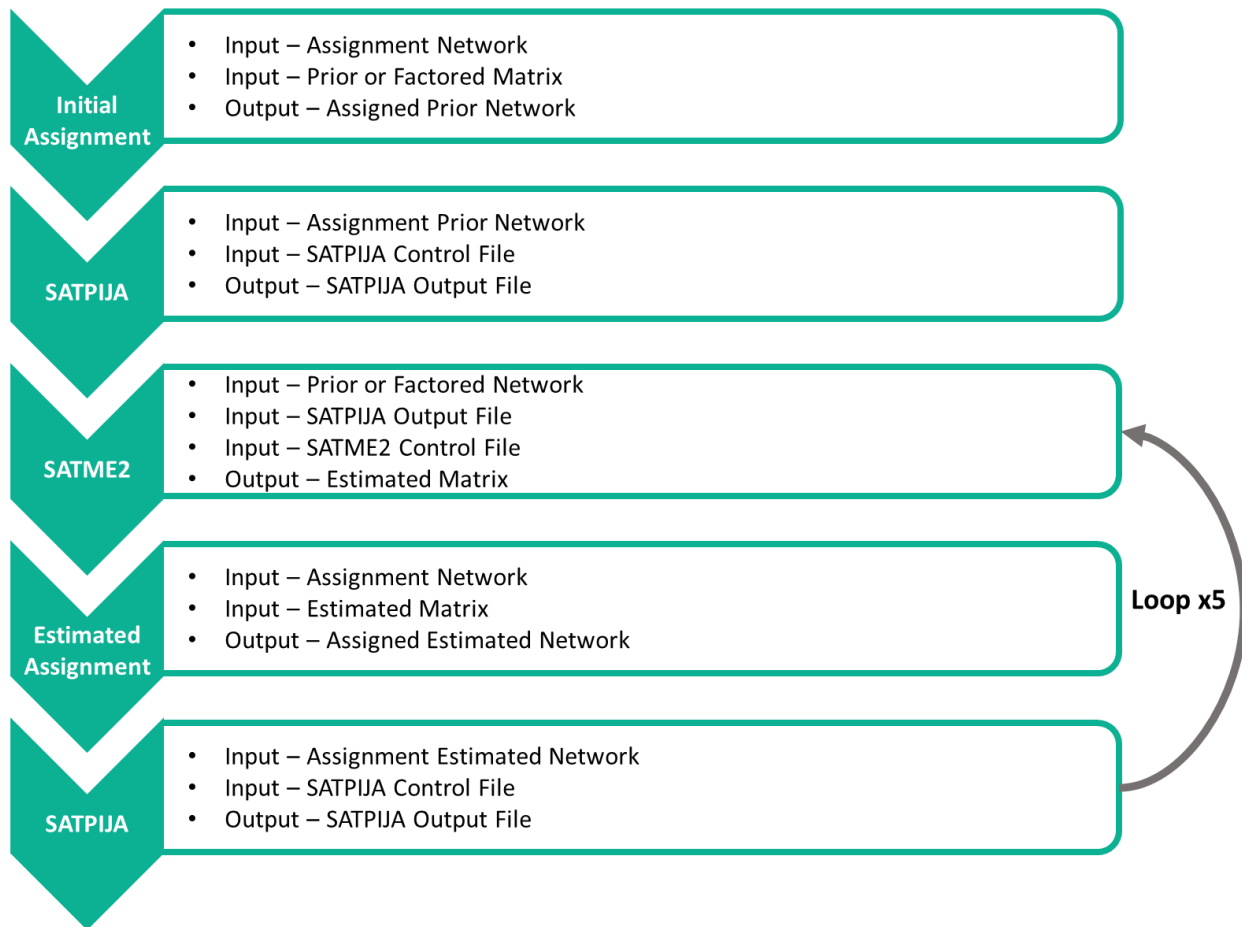 Initial
Assignment
• Input – Assignment Network
• Input – Prior or Factored Matrix
• Output – Assigned Prior Network
SATPIJA
• Input – Assignment Prior Network
• Input – SATPIJA Control File
• Output – SATPIJA Output File
SATME2
• Input – Prior or Factored Network
• Input – SATPIJA Output File
• Input – SATME2 Control File
• Output – Estimated Matrix
Estimated
Assignment
• Input – Assignment Network
• Input – Estimated Matrix
• Output – Assigned Estimated Network
Loop x5
SATPIJA
• Input – Assignment Estimated Network
• Input – SATPIJA Control File
• Output – SATPIJA Output File